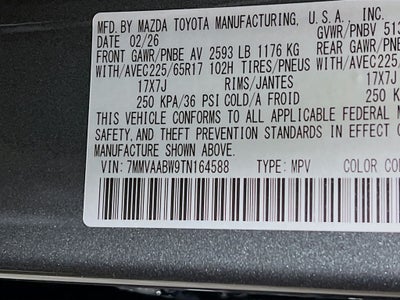 MFD. BY MAZDA TOYOTA MANUFACTURING, U.S.A., INC.
DATE 02/26 GVWR/PNBV 513
FRONT GAWR/PNBE AV 2593 LB 1176 KG REAR GAWR/P
WITH/AVEC225/65R17 102H TIRES/PNEUS WITH/AVEC225/
17X7J RIMS/JANTES 17X7J
250 KPA/36 PSI COLD/A FROID 250 K
THIS VEHICLE CONFORMS TO ALL APPLICABLE FEDERAL M
SAFETY, AND THEFT PREVENTION STANDARDS IN EFFECT O
MANUFACTURE SHOWN ABOVE.
VIN: 7MMVAABW9TN164588 TYPE: MPV COLOR